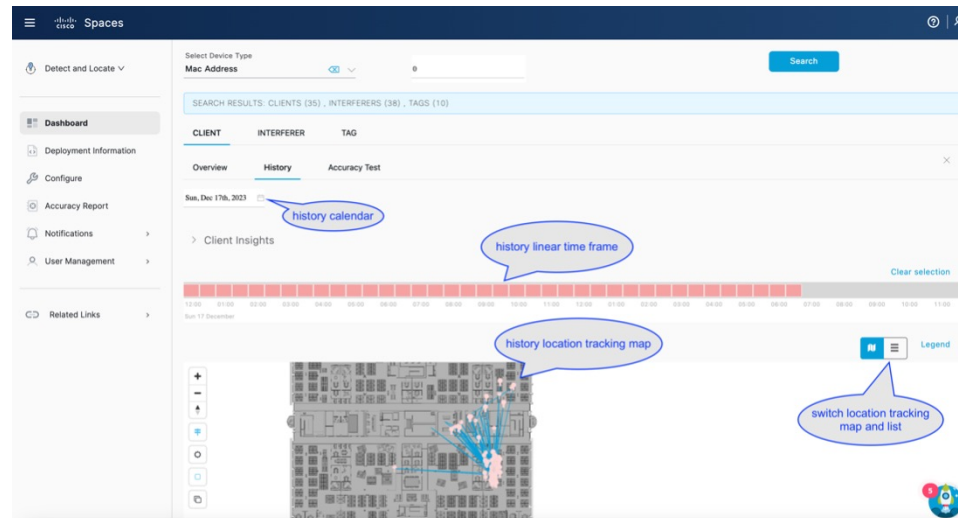 cisco Spaces
Detect and Locate
Dashboard
Deployment Information
Configure
Accuracy Report
Notifications
User Management
Related Links
Select Device Type
Mac Address
0
Search
SEARCH RESULTS: CLIENTS (35) , INTERFERERS (38) , TAGS (10)
CLIENT INTERFERER TAG
Overview History Accuracy Test
Sun, Dec 17th, 2023
history calendar
Client Insights
history linear time frame
Clear selection
12:00 01:00 02:00 03:00 04:00 05:00 06:00 07:00 08:00 09:00 10:00 11:00 12:00 01:00 02:00 03:00 04:00 05:00 06:00 07:00 08:00 09:00 10:00 11:00
Sun 17 December
history location tracking map
Legend
switch location tracking
map and list
5